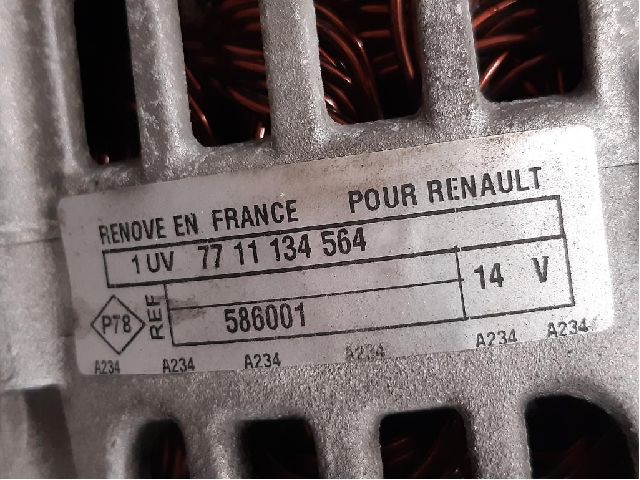 RENOVE EN FRANCE POUR RENAULT
1 UV 77 11 134 564
P78 REF 586001 14 V
A234 A234 A234 A234 A234 A234